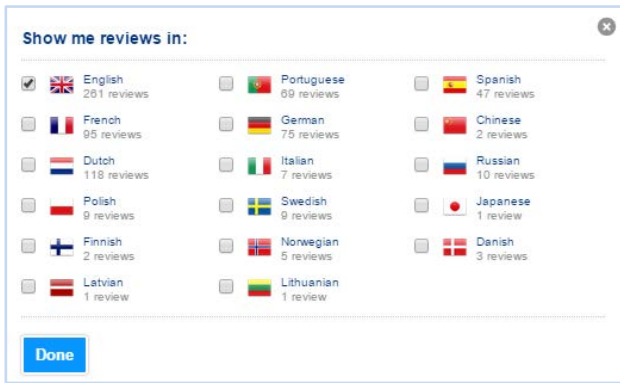 Show me reviews in:
English
261 reviews
Portuguese
69 reviews
Spanish
47 reviews
French
95 reviews
German
75 reviews
Chinese
2 reviews
Dutch
118 reviews
Italian
7 reviews
Russian
10 reviews
Polish
9 reviews
Swedish
9 reviews
Japanese
1 review
Finnish
2 reviews
Norwegian
5 reviews
Danish
3 reviews
Latvian
1 review
Lithuanian
1 review
Done